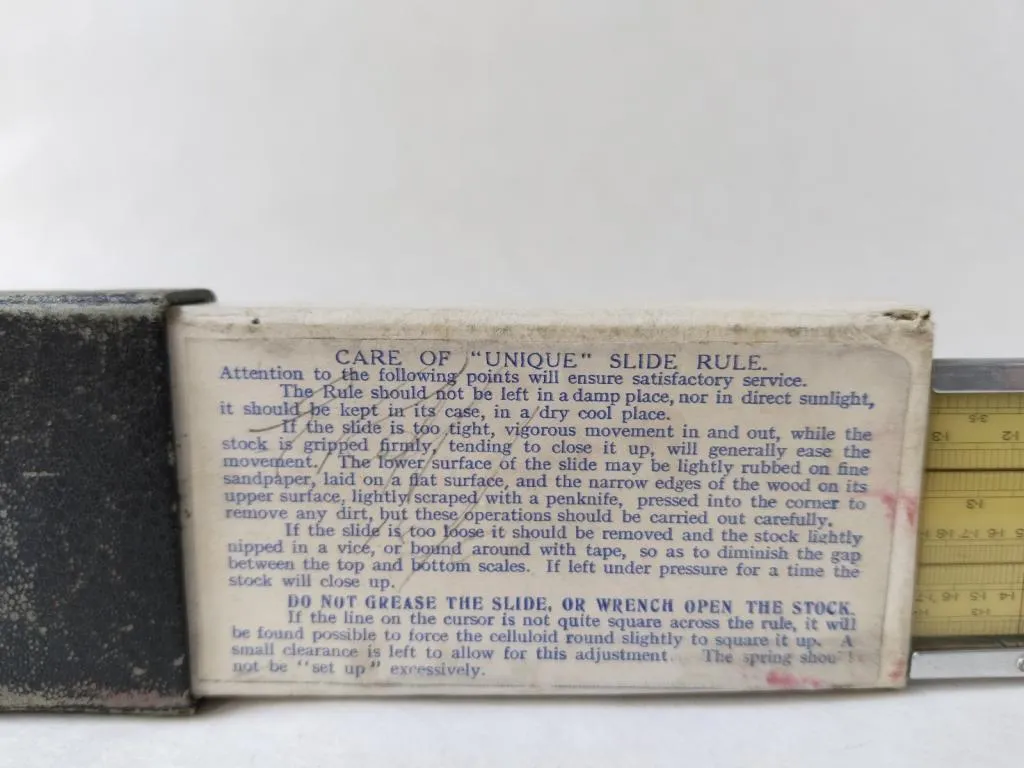 CARE OF "UNIQUE" SLIDE RULE.
Attention to the following points will ensure satisfactory service.
The Rule should not be left in a damp place, nor in direct sunlight,
it should be kept in its case, in a dry cool place.
If the slide is too tight, vigorous movement in and out, while the
stock is gripped firmly, tending to close it up, will generally ease the
movement. The lower surface of the slide may be lightly rubbed on fine
sandpaper, laid on a flat surface, and the narrow edges of the wood on its
upper surface, lightly scraped with a penknife, pressed into the corner to
remove any dirt, but these operations should be carried out carefully.
If the slide is too loose it should be removed and the stock lightly
nipped in a vice, or bound around with tape, so as to diminish the gap
between the top and bottom scales. If left under pressure for a time the
stock will close up.
DO NOT GREASE THE SLIDE, OR WRENCH OPEN THE STOCK.
If the line on the cursor is not quite square across the rule, it will
be found possible to force the celluloid round slightly to square it up. A
small clearance is left to allow for this adjustment. The spring should
not be "set up" excessively.